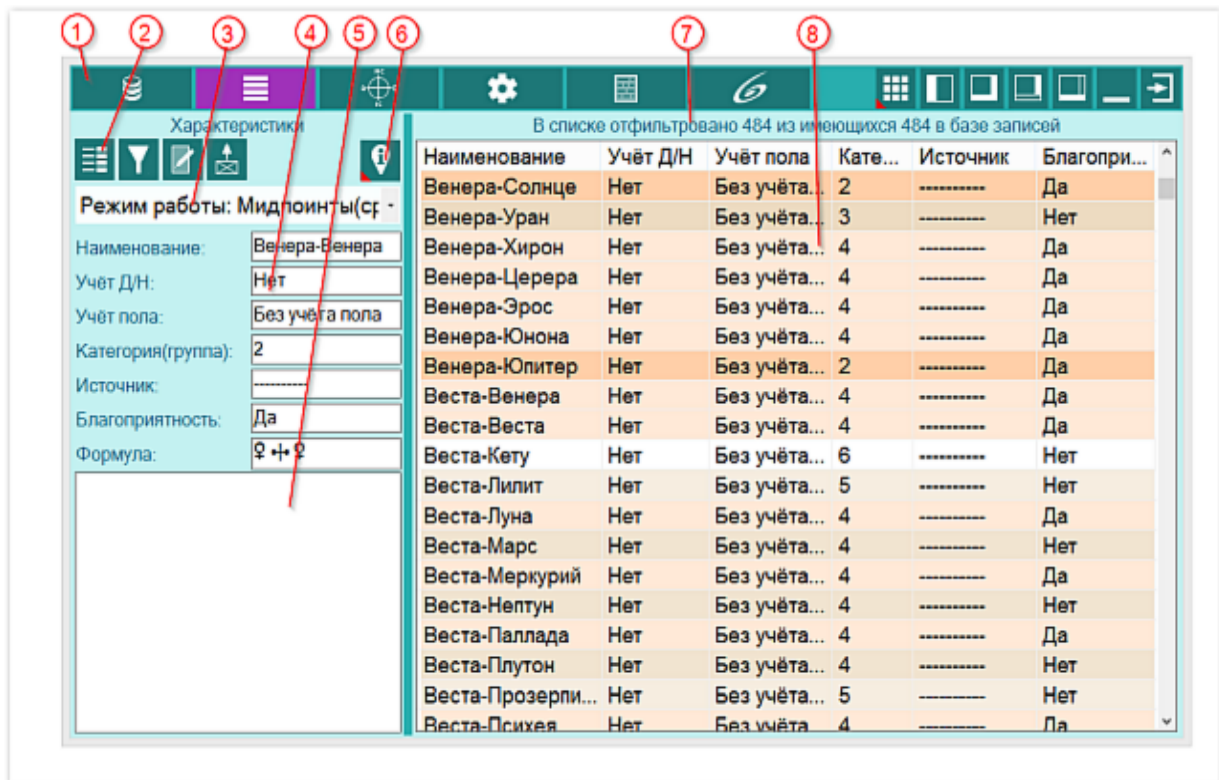 1 2 3 4 5 6 7 8
Характеристики
Режим работы: Мидпоинты(ср
Наименование: Венера-Венера
Учёт Д/Н: Нет
Учёт пола: Без учёта пола
Категория(группа): 2
Источник: ----------
Благоприятность: Да
Формула: ♀ ♀
В списке отфильтровано 484 из имеющихся 484 в базе записей
Наименование Учёт Д/Н Учёт пола Кате... Источник Благопри...
Венера-Солнце Нет Без учёта... 2 ---------- Да
Венера-Уран Нет Без учёта... 3 ---------- Нет
Венера-Хирон Нет Без учёта... 4 ---------- Да
Венера-Церера Нет Без учёта... 4 ---------- Да
Венера-Эрос Нет Без учёта... 4 ---------- Да
Венера-Юнона Нет Без учёта... 4 ---------- Да
Венера-Юпитер Нет Без учёта... 2 ---------- Да
Веста-Венера Нет Без учёта... 4 ---------- Да
Веста-Веста Нет Без учёта... 4 ---------- Да
Веста-Кету Нет Без учёта... 6 ---------- Нет
Веста-Лилит Нет Без учёта... 5 ---------- Нет
Веста-Луна Нет Без учёта... 4 ---------- Да
Веста-Марс Нет Без учёта... 4 ---------- Нет
Веста-Меркурий Нет Без учёта... 4 ---------- Да
Веста-Нептун Нет Без учёта... 4 ---------- Нет
Веста-Паллада Нет Без учёта... 4 ---------- Да
Веста-Плутон Нет Без учёта... 4 ---------- Нет
Веста-Прозерпи... Нет Без учёта... 5 ---------- Нет
Веста-Психея Нет Без учёта 4 ---------- Да